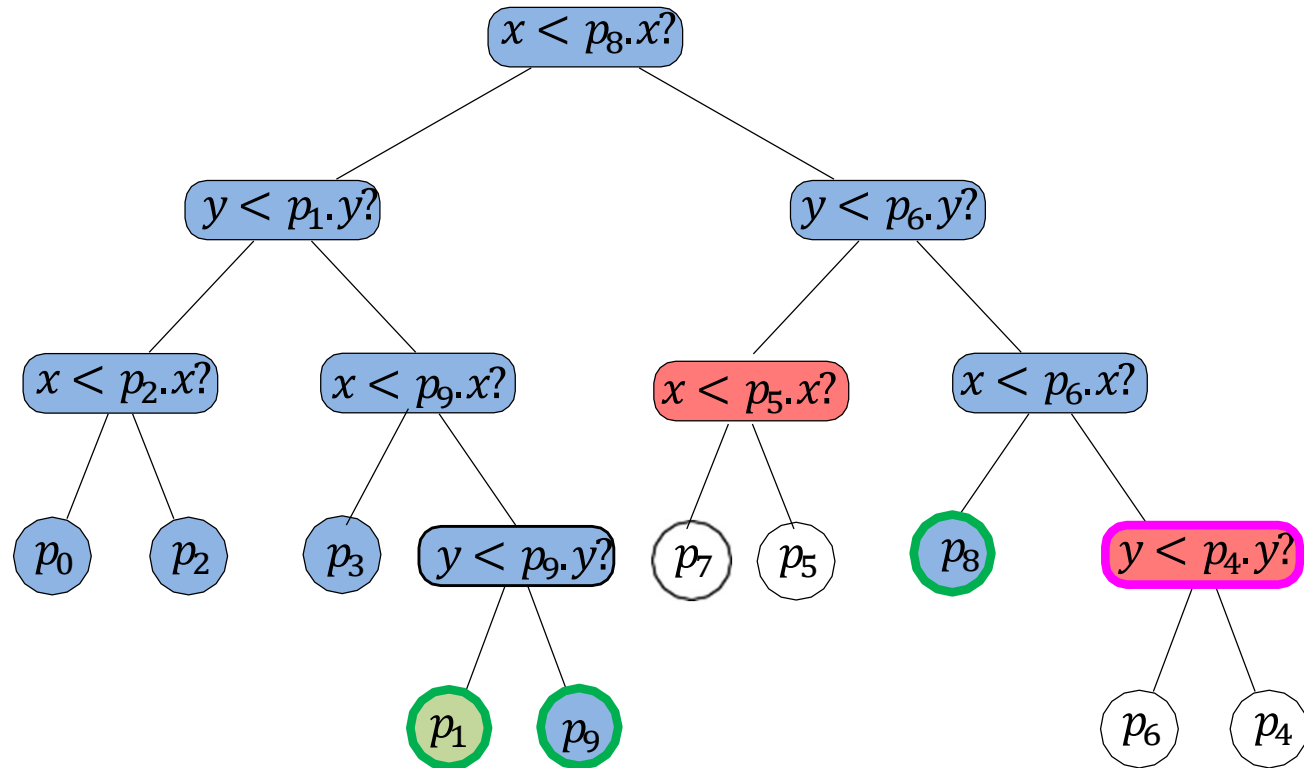 x < p₈.x?
y < p₁.y?
y < p₆.y?
x < p₂.x?
x < p₉.x?
x < p₅.x?
x < p₆.x?
p₀
p₂
p₃
y < p₉.y?
p₇
p₅
p₈
y < p₄.y?
p₁
p₉
p₆
p₄